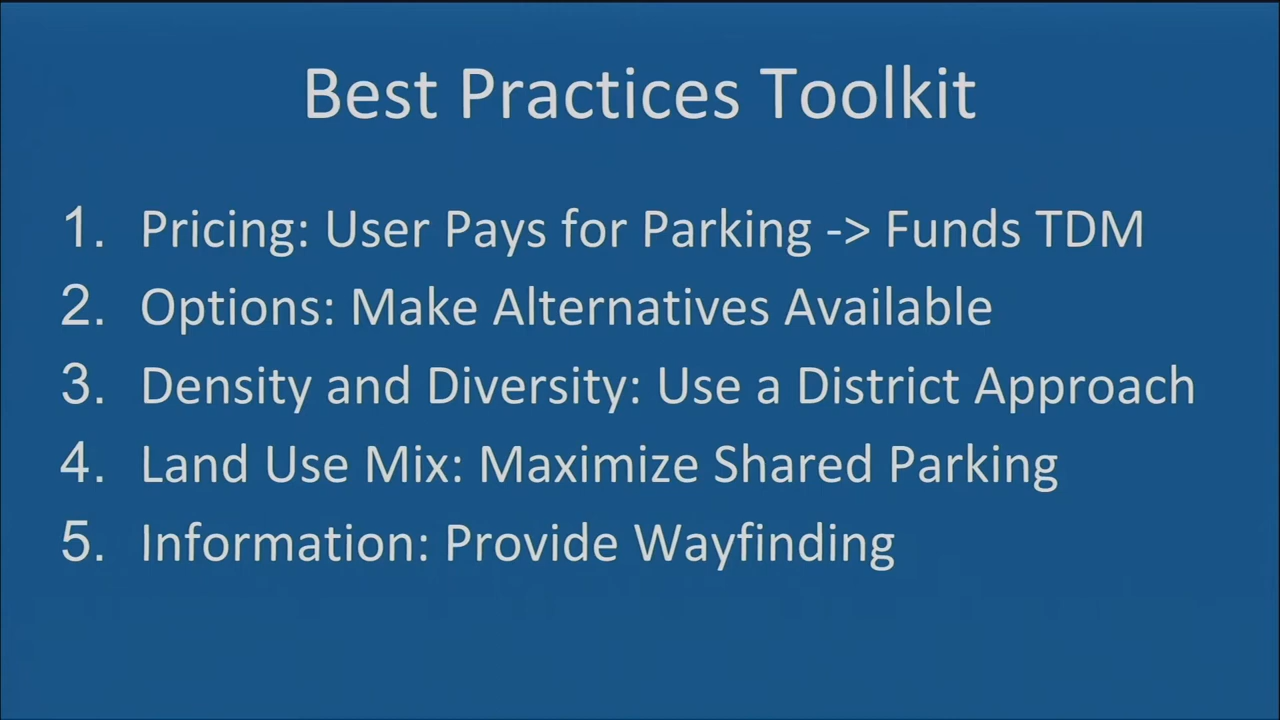 Best Practices Toolkit
1. Pricing: User Pays for Parking -> Funds TDM
2. Options: Make Alternatives Available
3. Density and Diversity: Use a District Approach
4. Land Use Mix: Maximize Shared Parking
5. Information: Provide Wayfinding